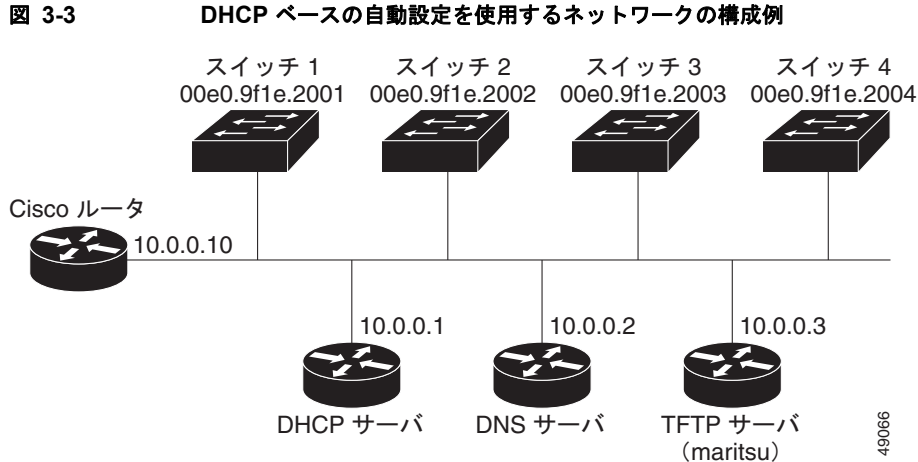 図 3-3 DHCP ベースの自動設定を使用するネットワークの構成例
スイッチ 1 スイッチ 2 スイッチ 3 スイッチ 4
00e0.9f1e.2001 00e0.9f1e.2002 00e0.9f1e.2003 00e0.9f1e.2004
Cisco ルータ
10.0.0.10
10.0.0.1 10.0.0.2 10.0.0.3
DHCP サーバ DNS サーバ TFTP サーバ
（maritsu）
49066